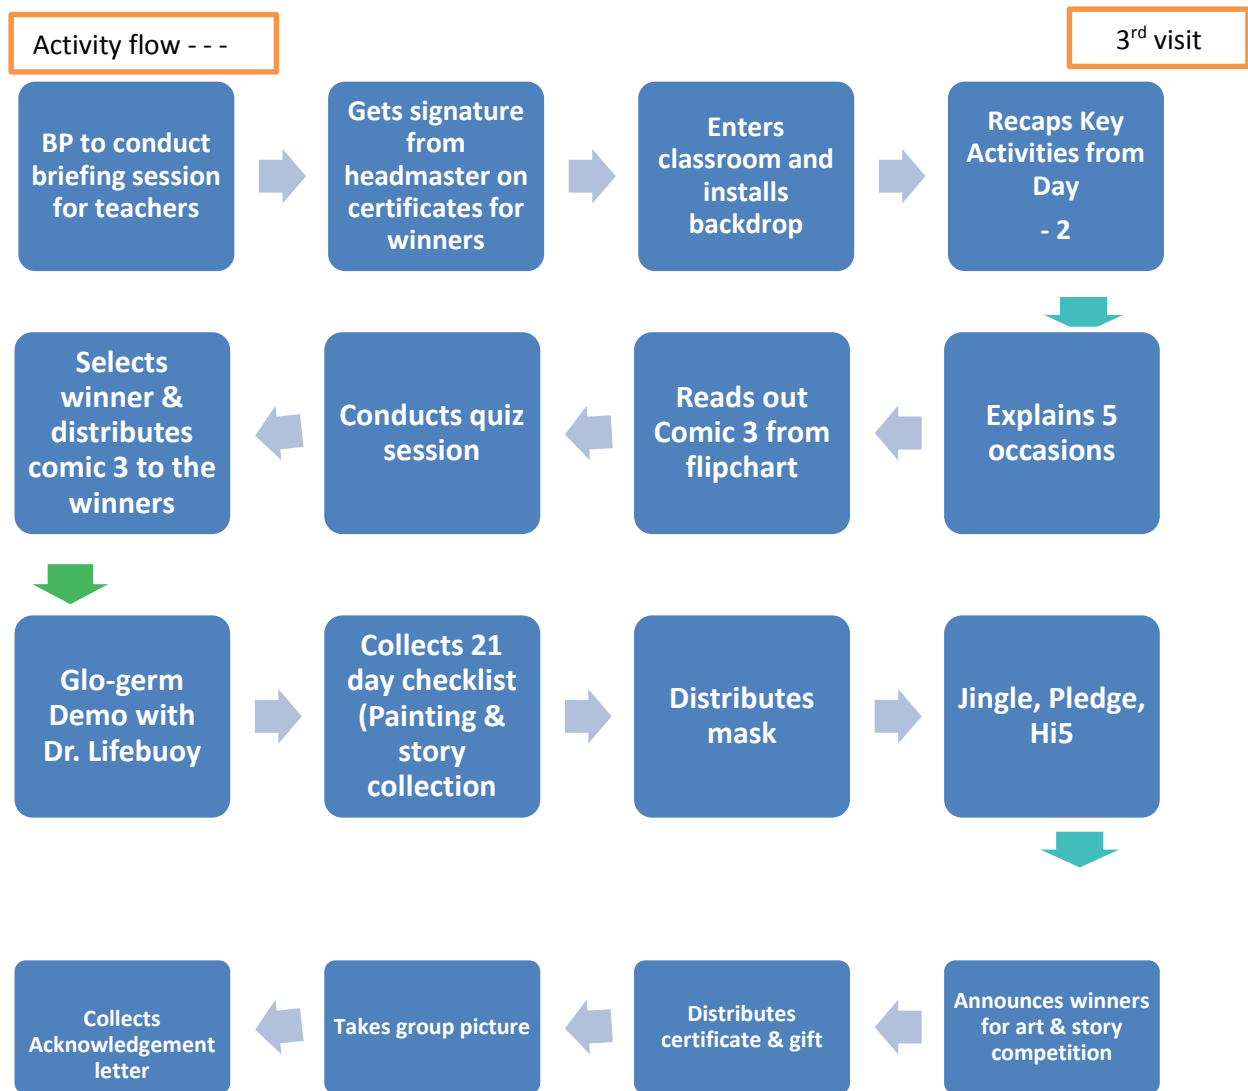 Activity flow - - -
3rd visit
BP to conduct
briefing session
for teachers
Gets signature
from
headmaster on
certificates for
winners
Enters
classroom and
installs
backdrop
Recaps Key
Activities from
Day
- 2
Explains 5
occasions
Reads out
Comic 3 from
flipchart
Conducts quiz
session
Selects
winner &
distributes
comic 3 to the
winners
Glo-germ
Demo with
Dr. Lifebuoy
Collects 21
day checklist
(Painting &
story
collection
Distributes
mask
Jingle, Pledge,
Hi5
Announces winners
for art & story
competition
Distributes
certificate & gift
Takes group picture
Collects
Acknowledgement
letter